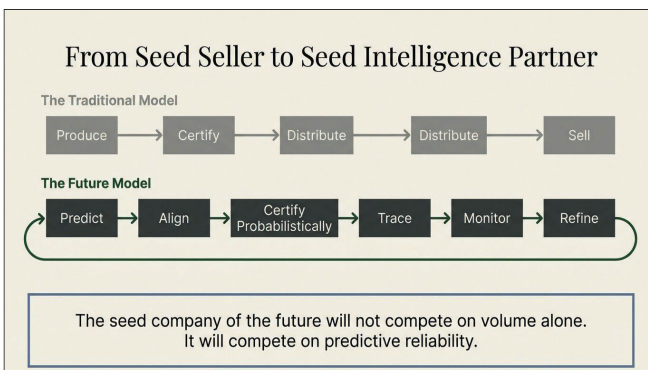 From Seed Seller to Seed Intelligence Partner
The Traditional Model
Produce
Certify
Distribute
Distribute
Sell
The Future Model
Predict
Align
Certify
Probabilistically
Trace
Monitor
Refine
The seed company of the future will not compete on volume alone.
It will compete on predictive reliability.